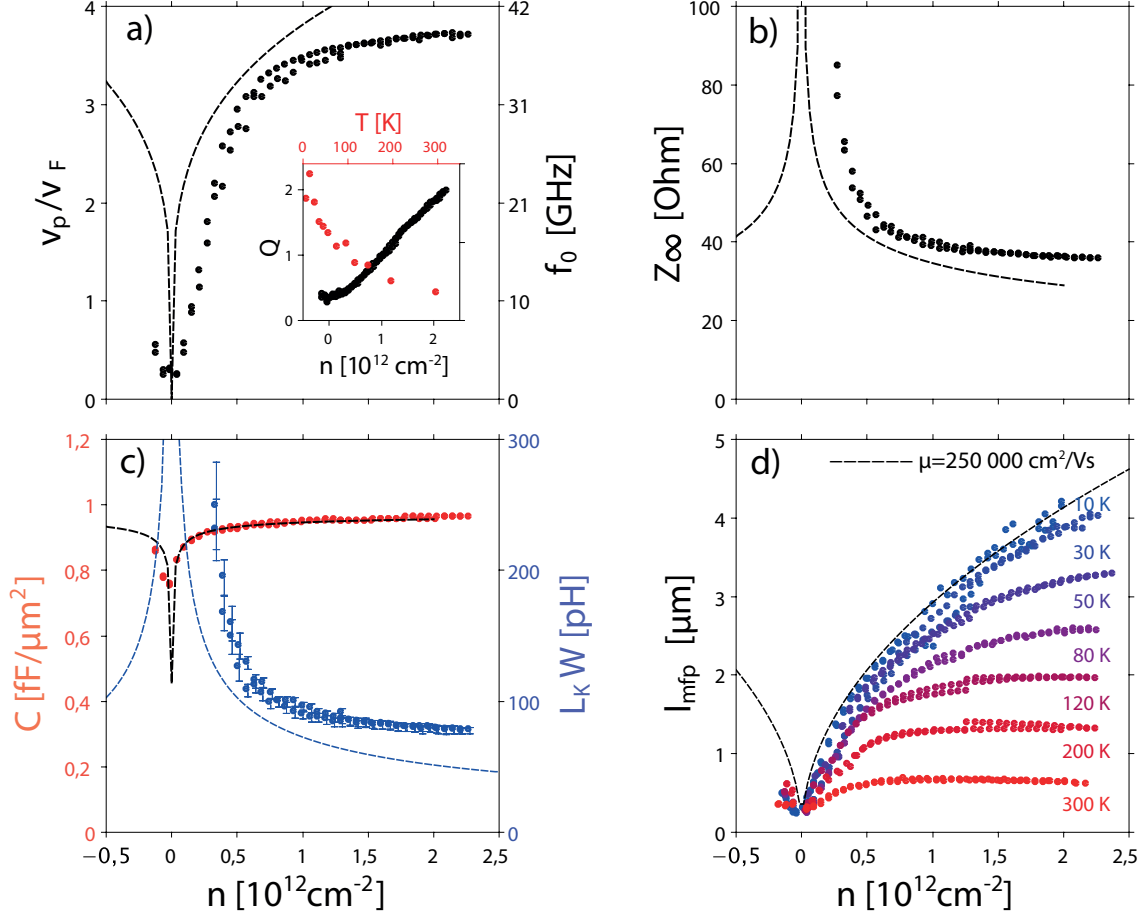 a)
4
3
2
1
0
v_p/v_F
42
31
21
10
0
f_0 [GHz]
T [K]
0 100 200 300
2
1
0
Q
0 1 2
n [10^12 cm^-2]
b)
100
80
60
40
20
0
Z∞ [Ohm]
c)
1,2
1
0,8
0,6
0,4
0,2
0
C [fF/μm^2]
300
200
100
0
L_K W [pH]
−0,5 0 0,5 1 1,5 2 2,5
n [10^12cm^-2]
d)
μ=250 000 cm^2/Vs
5
4
3
2
1
0
l_mfp [μm]
10 K
30 K
50 K
80 K
120 K
200 K
300 K
−0,5 0 0,5 1 1,5 2 2,5
n [10^12cm^-2]